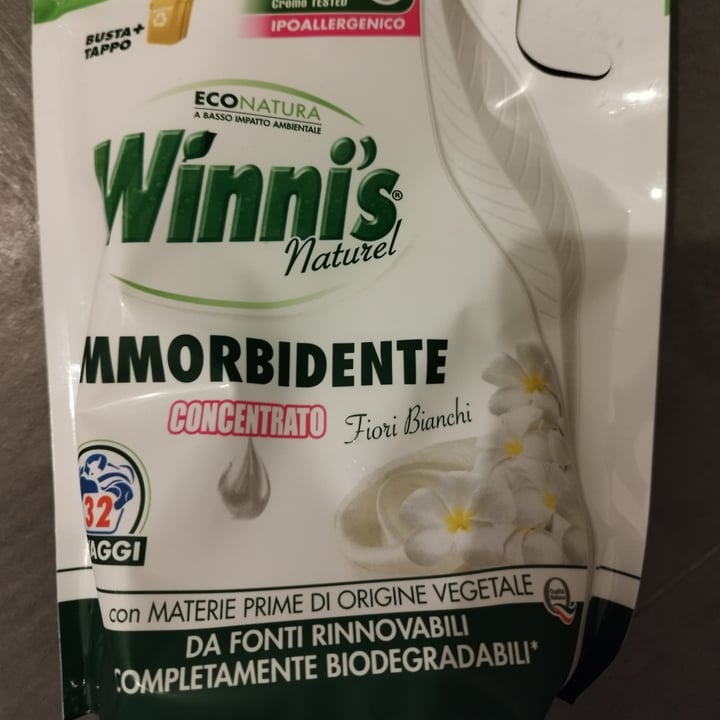 Cromo TESTED
IPOALLERGENICO
BUSTA+
TAPPO
ECONATURA
A BASSO IMPATTO AMBIENTALE
Winni's®
Naturel
MMORBIDENTE
CONCENTRATO Fiori Bianchi
32
AGGI
con MATERIE PRIME DI ORIGINE VEGETALE
DA FONTI RINNOVABILI
COMPLETAMENTE BIODEGRADABILI*